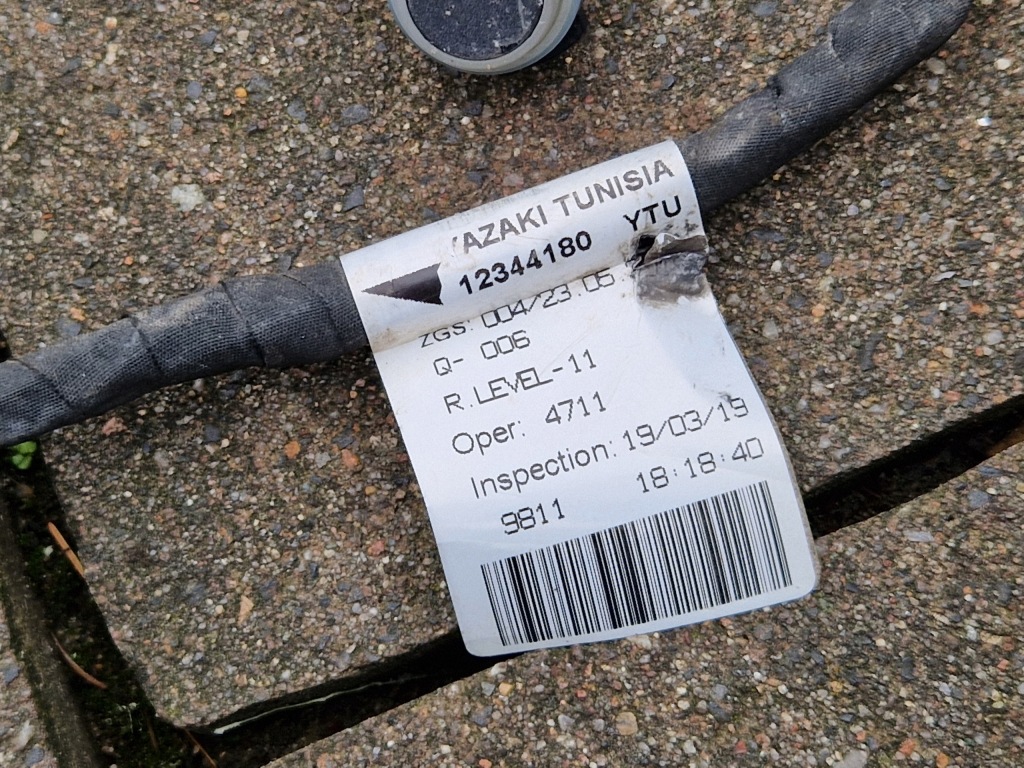 AZAKI TUNISIA
12344180 YTU
ZGS: 004/23.05
Q- 006
R.LEVEL-11
Oper: 4711
Inspection: 19/03/19
9811 18:18:40